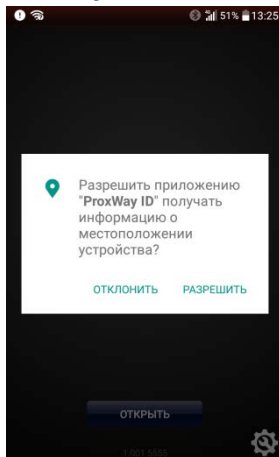 51% 13:25
Разрешить приложению
"ProxWay ID" получать
информацию о
местоположении
устройства?
ОТКЛОНИТЬ РАЗРЕШИТЬ
ОТКРЫТЬ